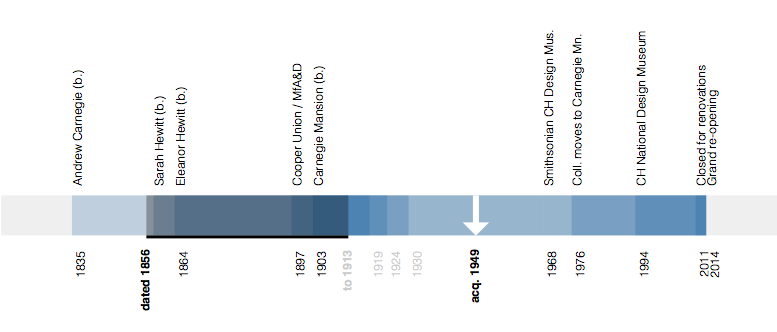 Andrew Carnegie (b.)
Sarah Hewitt (b.)
Eleanor Hewitt (b.)
Cooper Union / MfA&D
Carnegie Mansion (b.)
Smithsonian CH Design Mus.
Coll. moves to Carnegie Mn.
CH National Design Museum
Closed for renovations
Grand re-opening
1835
dated 1856
1864
1897
1903
to 1913
1919
1924
1930
acq. 1949
1968
1976
1994
2011
2014